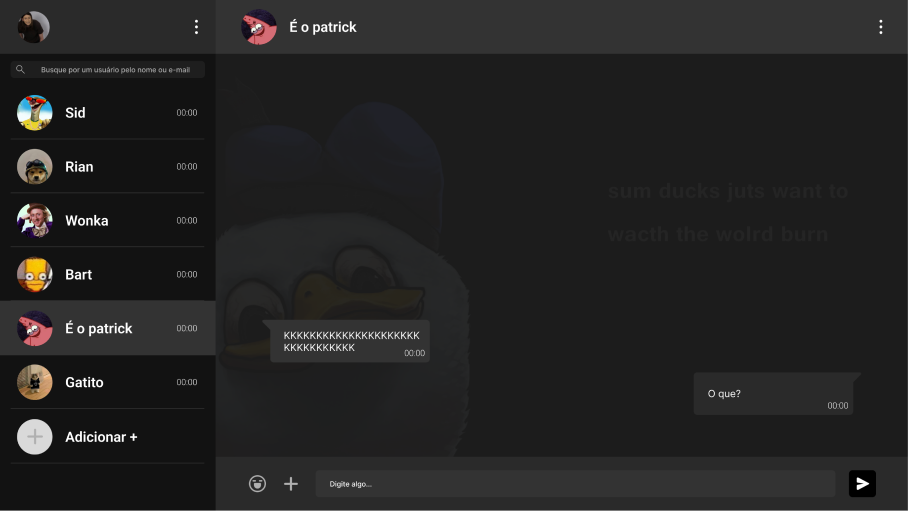 Busque por um usuário pelo nome ou e-mail
Sid
00:00
Rian
00:00
Wonka
00:00
Bart
00:00
É o patrick
00:00
Gatito
00:00
Adicionar +
É o patrick
sum ducks juts want to
wacth the wolrd burn
KKKKKKKKKKKKKKKKKKKKK
KKKKKKKKKKK
00:00
O que?
00:00
Digite algo...